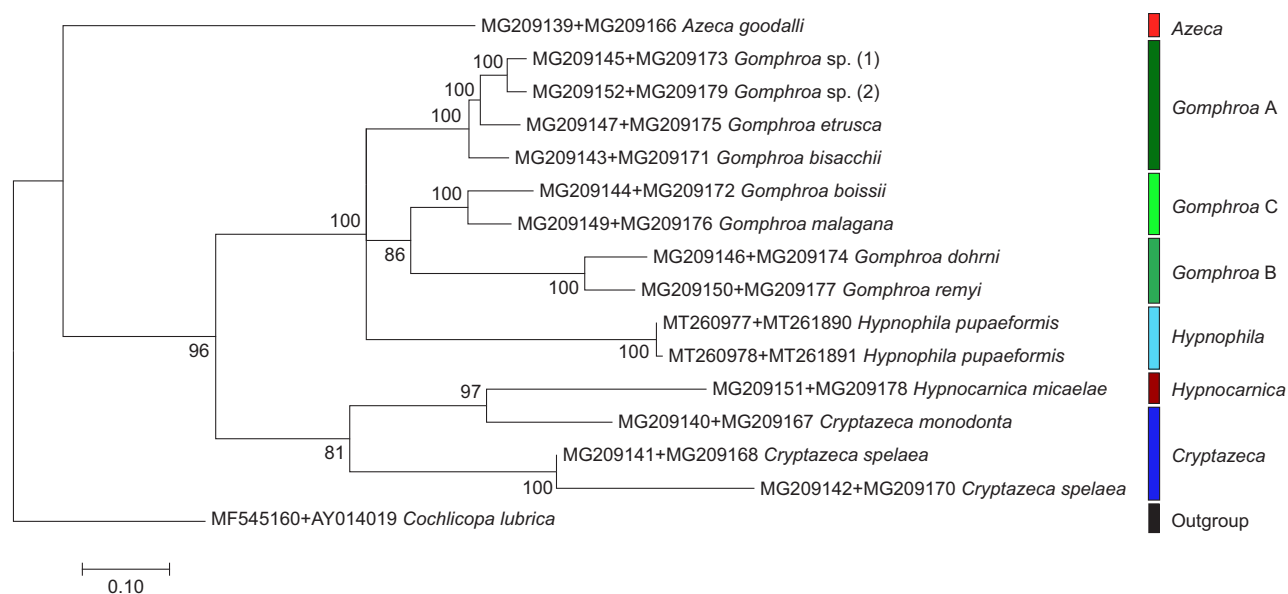 MG209139+MG209166 Azeca goodalli
Azeca
100
MG209145+MG209173 Gomphroa sp. (1)
100
MG209152+MG209179 Gomphroa sp. (2)
Gomphroa A
100
MG209147+MG209175 Gomphroa etrusca
MG209143+MG209171 Gomphroa bisacchii
100
MG209144+MG209172 Gomphroa boissii
Gomphroa C
100
MG209149+MG209176 Gomphroa malagana
86
MG209146+MG209174 Gomphroa dohrni
Gomphroa B
100
MG209150+MG209177 Gomphroa remyi
MT260977+MT261890 Hypnophila pupaeformis
Hypnophila
100
MT260978+MT261891 Hypnophila pupaeformis
96
97
MG209151+MG209178 Hypnocarnica micaelae
Hypnocarnica
MG209140+MG209167 Cryptazeca monodonta
81
MG209141+MG209168 Cryptazeca spelaea
Cryptazeca
100
MG209142+MG209170 Cryptazeca spelaea
MF545160+AY014019 Cochlicopa lubrica
Outgroup
0.10